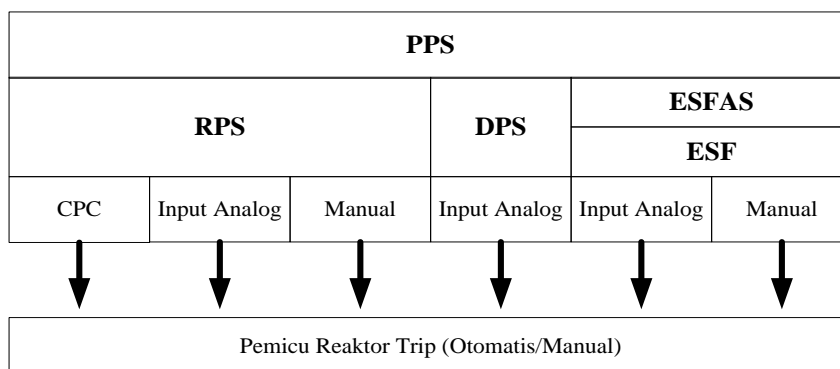 PPS
RPS
DPS
ESFAS
ESF
CPC
Input Analog
Manual
Input Analog
Input Analog
Manual
Pemicu Reaktor Trip (Otomatis/Manual)